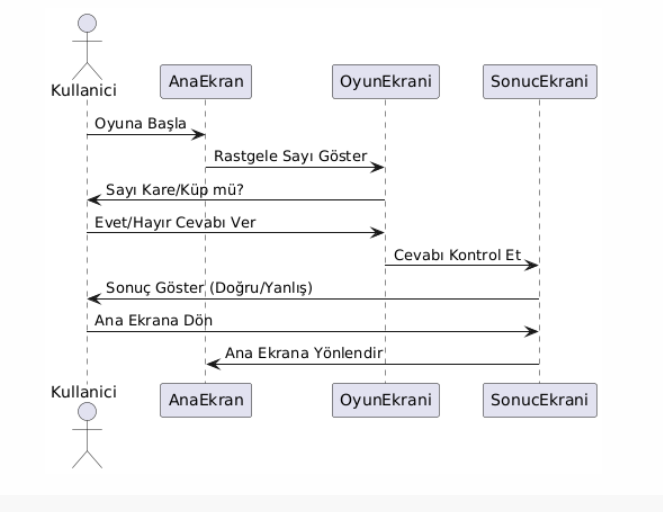 Kullanici
AnaEkran
OyunEkrani
SonucEkrani
Oyuna Başla
Rastgele Sayı Göster
Sayı Kare/Küp mü?
Evet/Hayır Cevabı Ver
Cevabı Kontrol Et
Sonuç Göster (Doğru/Yanlış)
Ana Ekrana Dön
Ana Ekrana Yönlendir
Kullanici
AnaEkran
OyunEkrani
SonucEkrani